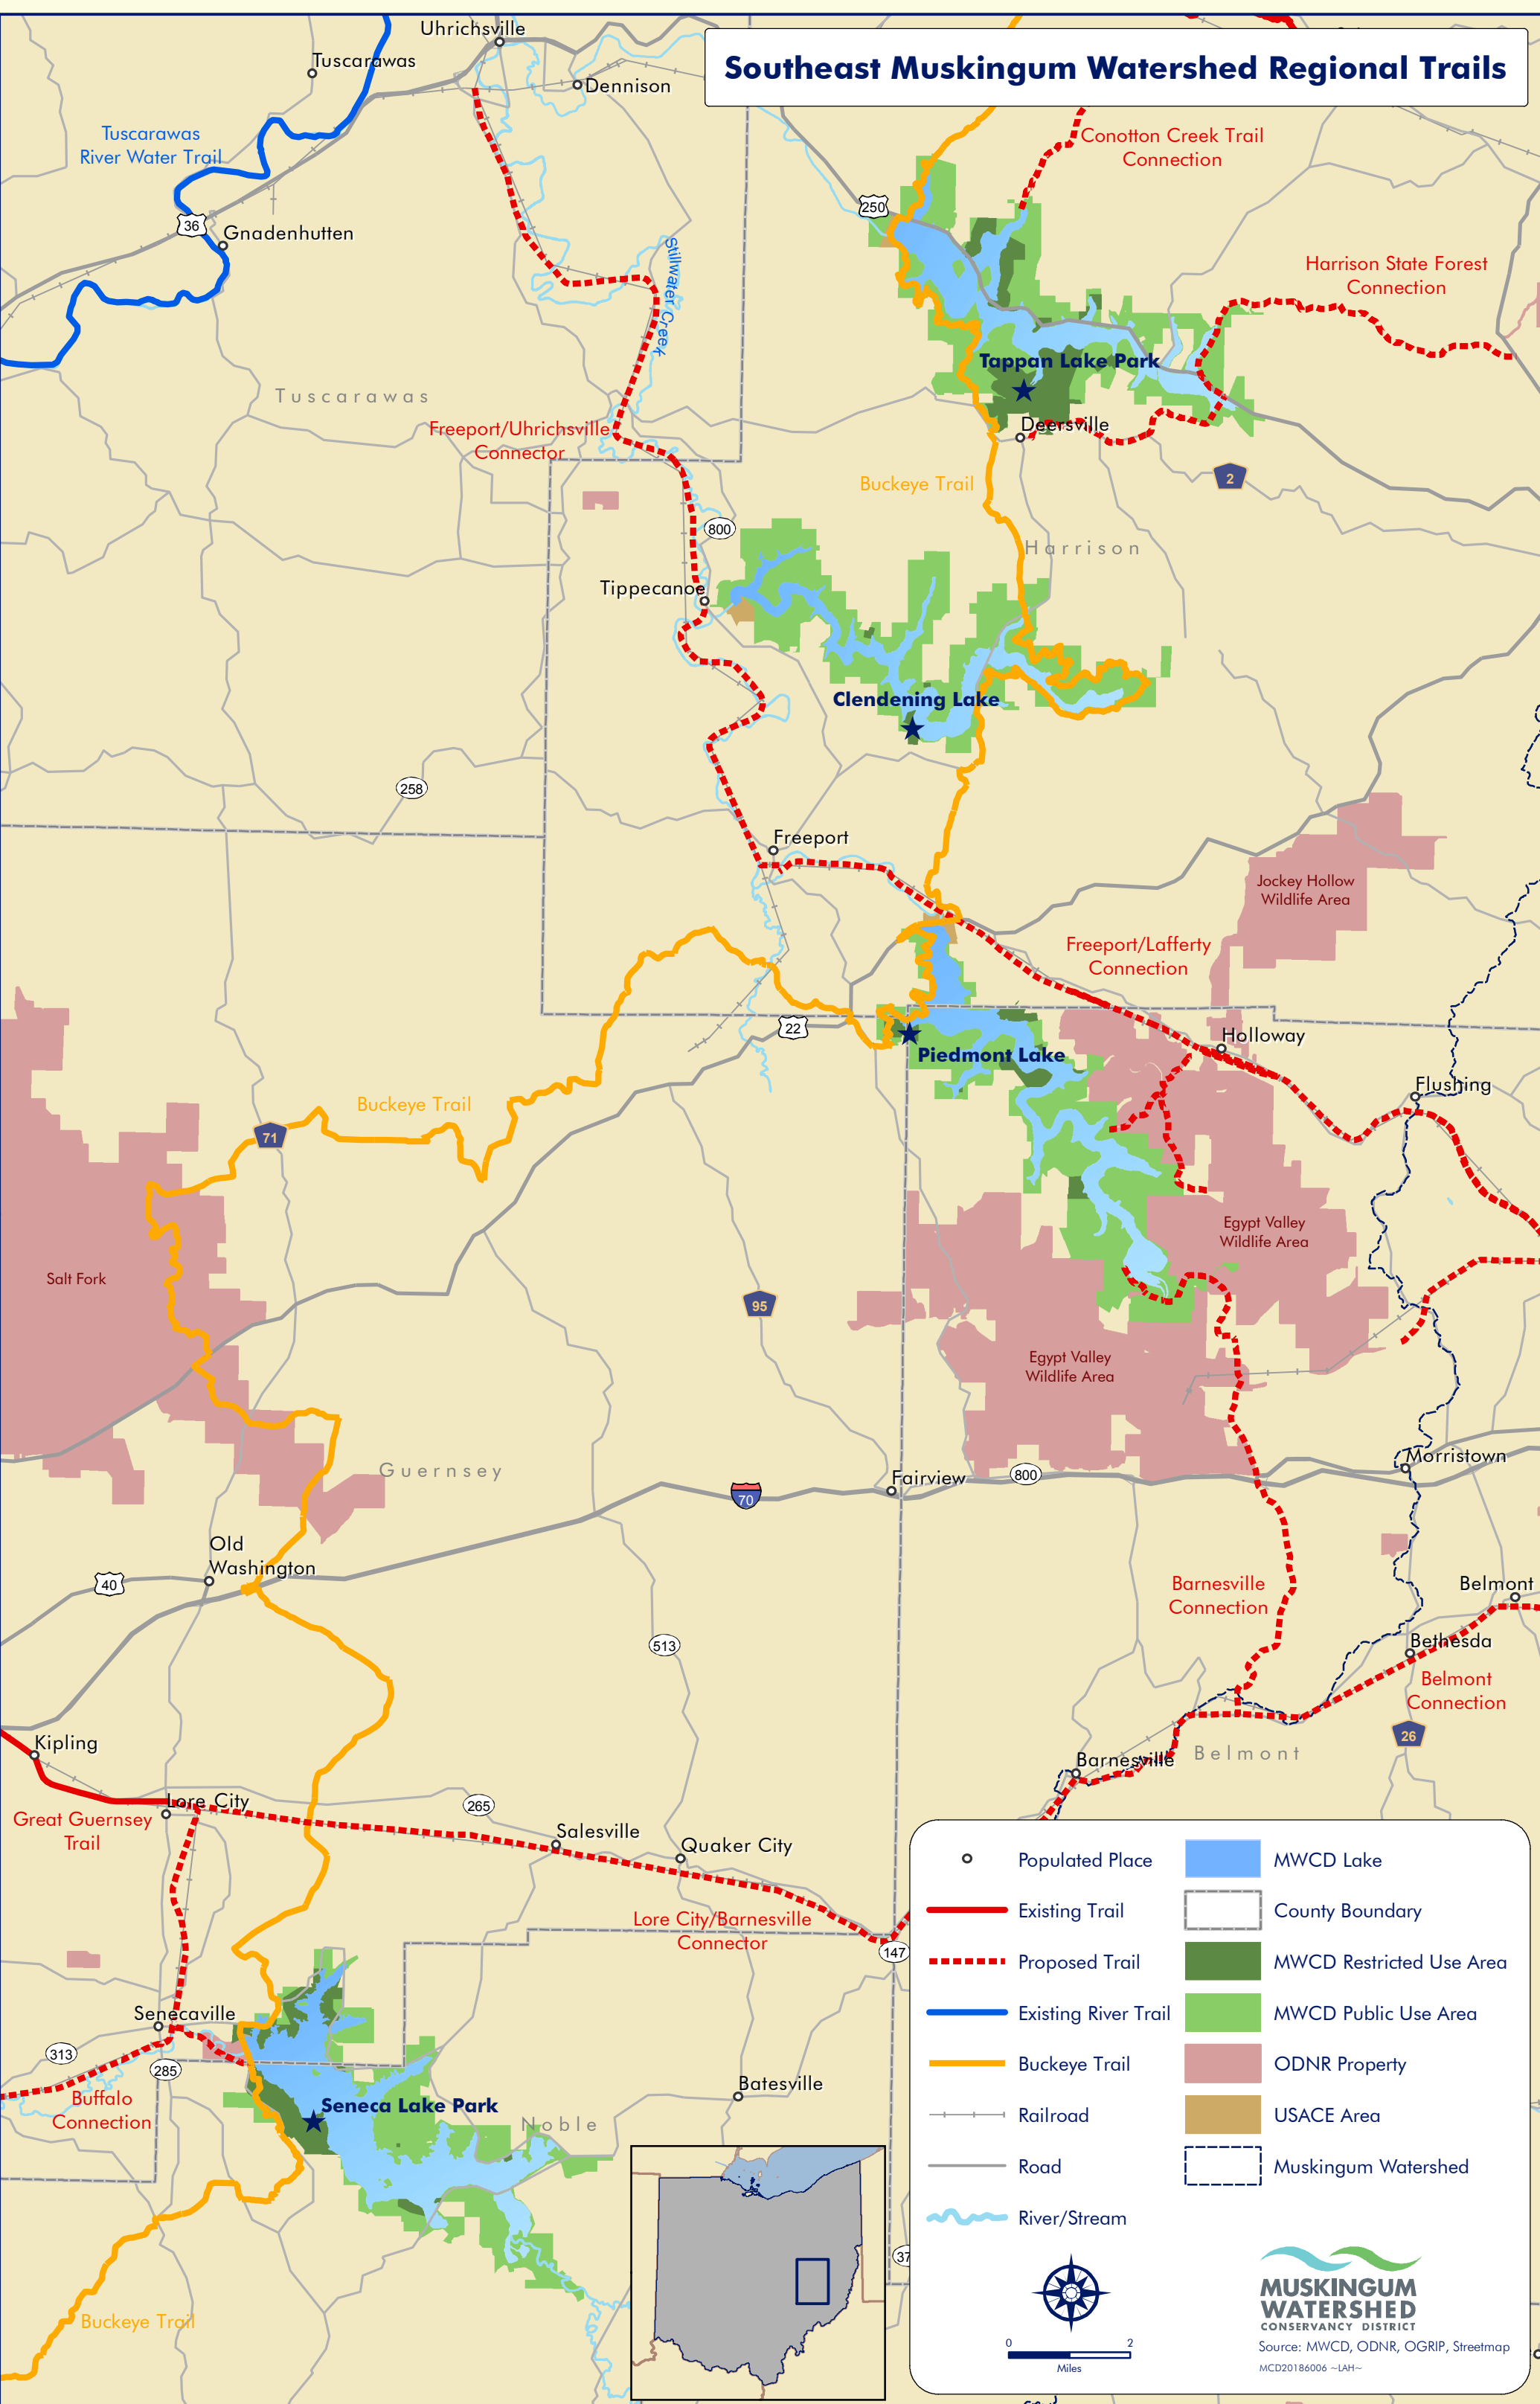 Southeast Muskingum Watershed Regional Trails
Uhrichsville
Tuscarawas
Dennison
Tuscarawas
River Water Trail
Conotton Creek Trail
Connection
250
36
Gnadenhutten
Stillwater Creek
Harrison State Forest
Connection
Tappan Lake Park
Tuscarawas
Freeport/Uhrichsville
Connector
Deersville
Buckeye Trail
2
800
Harrison
Tippecanoe
Clendening Lake
258
Freeport
Jockey Hollow
Wildlife Area
Freeport/Lafferty
Connection
22
Holloway
Piedmont Lake
Flushing
Buckeye Trail
71
Egypt Valley
Wildlife Area
Salt Fork
95
Egypt Valley
Wildlife Area
Guernsey
Morristown
Fairview
800
70
Old
Washington
40
Barnesville
Connection
Belmont
513
Bethesda
Belmont
Connection
26
Kipling
Belmont
Barnesville
Lore City
265
Great Guernsey
Trail
Salesville
Quaker City
Lore City/Barnesville
Connector
147
Senecaville
313
285
Buffalo
Connection
Seneca Lake Park
Batesville
Noble
37
Buckeye Trail
Populated Place
Existing Trail
Proposed Trail
Existing River Trail
Buckeye Trail
Railroad
Road
River/Stream
MWCD Lake
County Boundary
MWCD Restricted Use Area
MWCD Public Use Area
ODNR Property
USACE Area
Muskingum Watershed
0 2
Miles
MUSKINGUM
WATERSHED
CONSERVANCY DISTRICT
Source: MWCD, ODNR, OGRIP, Streetmap
MCD20186006 ~LAH~